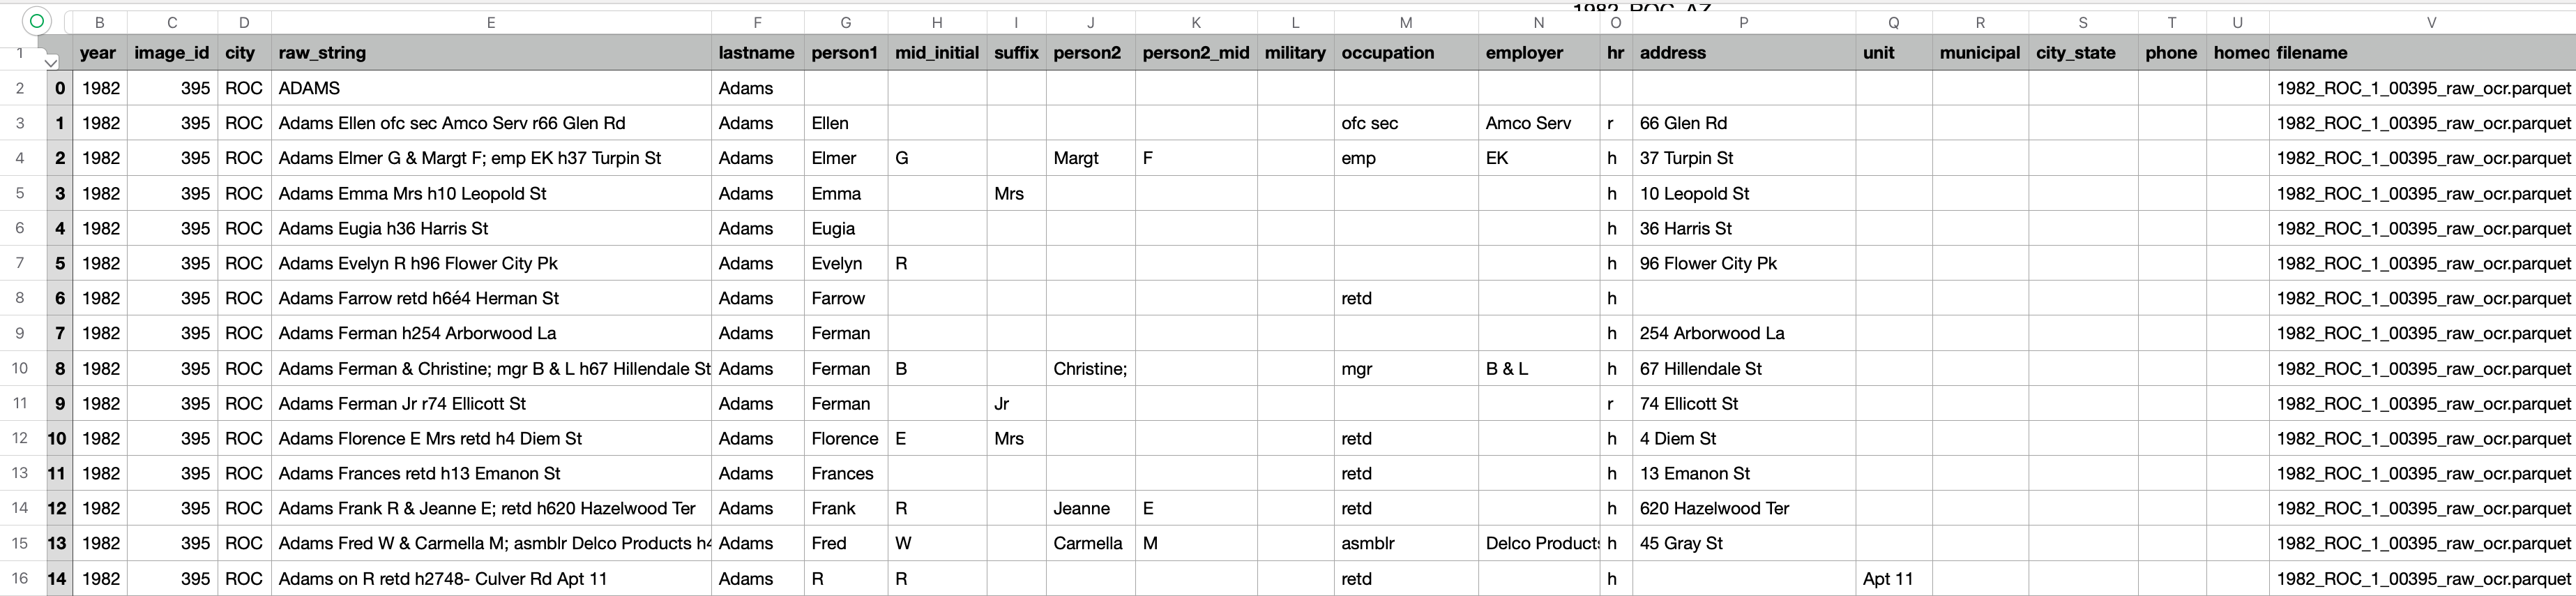 1982_ROC_AZ
B C D E F G H I J K L M N O P Q R S T U V
1 year image_id city raw_string lastname person1 mid_initial suffix person2 person2_mid military occupation employer hr address unit municipal city_state phone homeo filename
2 0 1982 395 ROC ADAMS Adams 1982_ROC_1_00395_raw_ocr.parquet
3 1 1982 395 ROC Adams Ellen ofc sec Amco Serv r66 Glen Rd Adams Ellen ofc sec Amco Serv r 66 Glen Rd 1982_ROC_1_00395_raw_ocr.parquet
4 2 1982 395 ROC Adams Elmer G & Margt F; emp EK h37 Turpin St Adams Elmer G Margt F emp EK h 37 Turpin St 1982_ROC_1_00395_raw_ocr.parquet
5 3 1982 395 ROC Adams Emma Mrs h10 Leopold St Adams Emma Mrs h 10 Leopold St 1982_ROC_1_00395_raw_ocr.parquet
6 4 1982 395 ROC Adams Eugia h36 Harris St Adams Eugia h 36 Harris St 1982_ROC_1_00395_raw_ocr.parquet
7 5 1982 395 ROC Adams Evelyn R h96 Flower City Pk Adams Evelyn R h 96 Flower City Pk 1982_ROC_1_00395_raw_ocr.parquet
8 6 1982 395 ROC Adams Farrow retd h6é4 Herman St Adams Farrow retd h 1982_ROC_1_00395_raw_ocr.parquet
9 7 1982 395 ROC Adams Ferman h254 Arborwood La Adams Ferman h 254 Arborwood La 1982_ROC_1_00395_raw_ocr.parquet
10 8 1982 395 ROC Adams Ferman & Christine; mgr B & L h67 Hillendale St Adams Ferman B Christine; mgr B & L h 67 Hillendale St 1982_ROC_1_00395_raw_ocr.parquet
11 9 1982 395 ROC Adams Ferman Jr r74 Ellicott St Adams Ferman Jr r 74 Ellicott St 1982_ROC_1_00395_raw_ocr.parquet
12 10 1982 395 ROC Adams Florence E Mrs retd h4 Diem St Adams Florence E Mrs retd h 4 Diem St 1982_ROC_1_00395_raw_ocr.parquet
13 11 1982 395 ROC Adams Frances retd h13 Emanon St Adams Frances retd h 13 Emanon St 1982_ROC_1_00395_raw_ocr.parquet
14 12 1982 395 ROC Adams Frank R & Jeanne E; retd h620 Hazelwood Ter Adams Frank R Jeanne E retd h 620 Hazelwood Ter 1982_ROC_1_00395_raw_ocr.parquet
15 13 1982 395 ROC Adams Fred W & Carmella M; asmblr Delco Products h4 Adams Fred W Carmella M asmblr Delco Products h 45 Gray St 1982_ROC_1_00395_raw_ocr.parquet
16 14 1982 395 ROC Adams on R retd h2748- Culver Rd Apt 11 Adams R R retd h Apt 11 1982_ROC_1_00395_raw_ocr.parquet